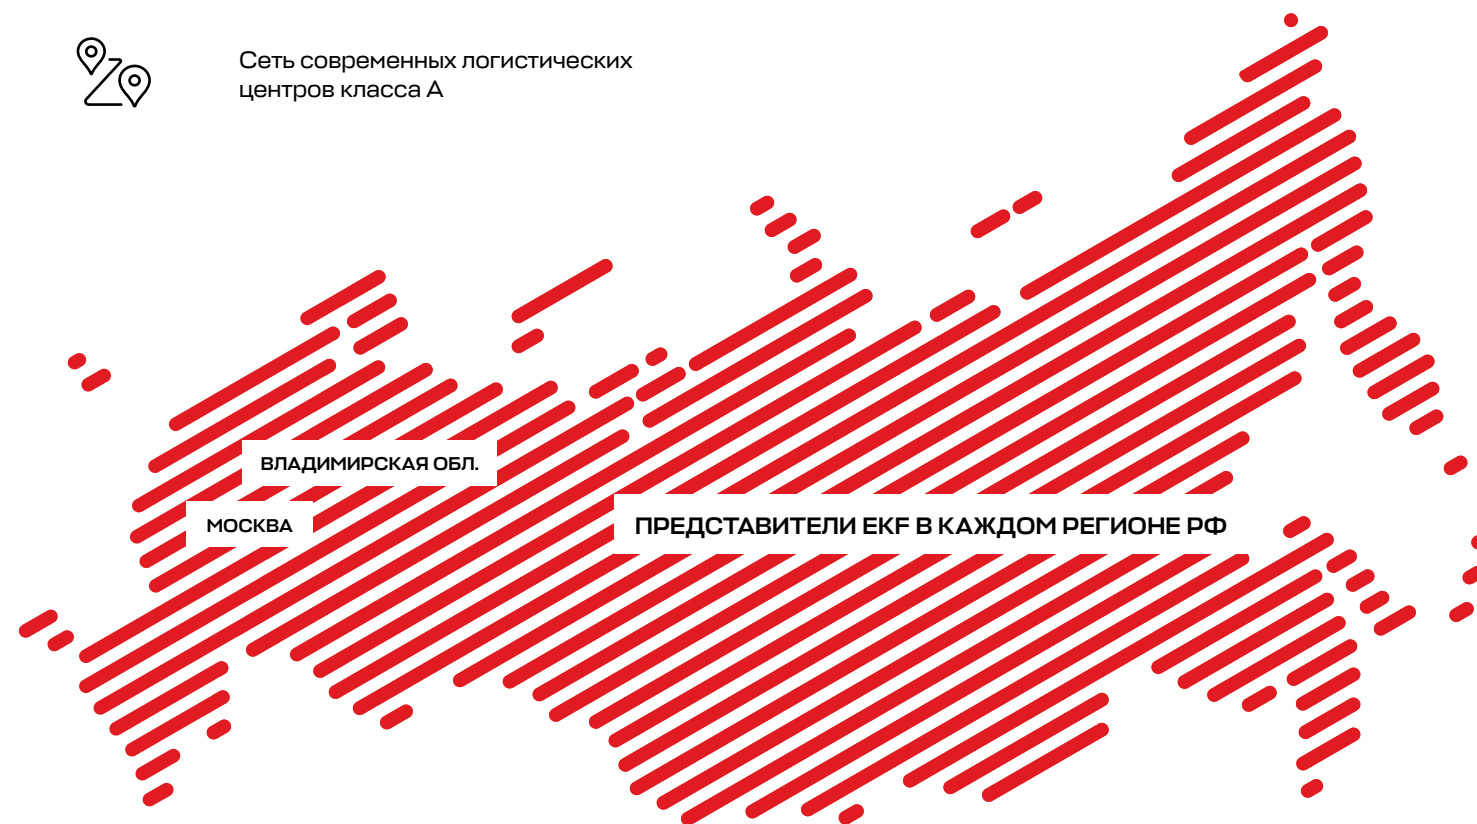 Сеть современных логистических
центров класса А
ВЛАДИМИРСКАЯ ОБЛ.
МОСКВА
ПРЕДСТАВИТЕЛИ EKF В КАЖДОМ РЕГИОНЕ РФ